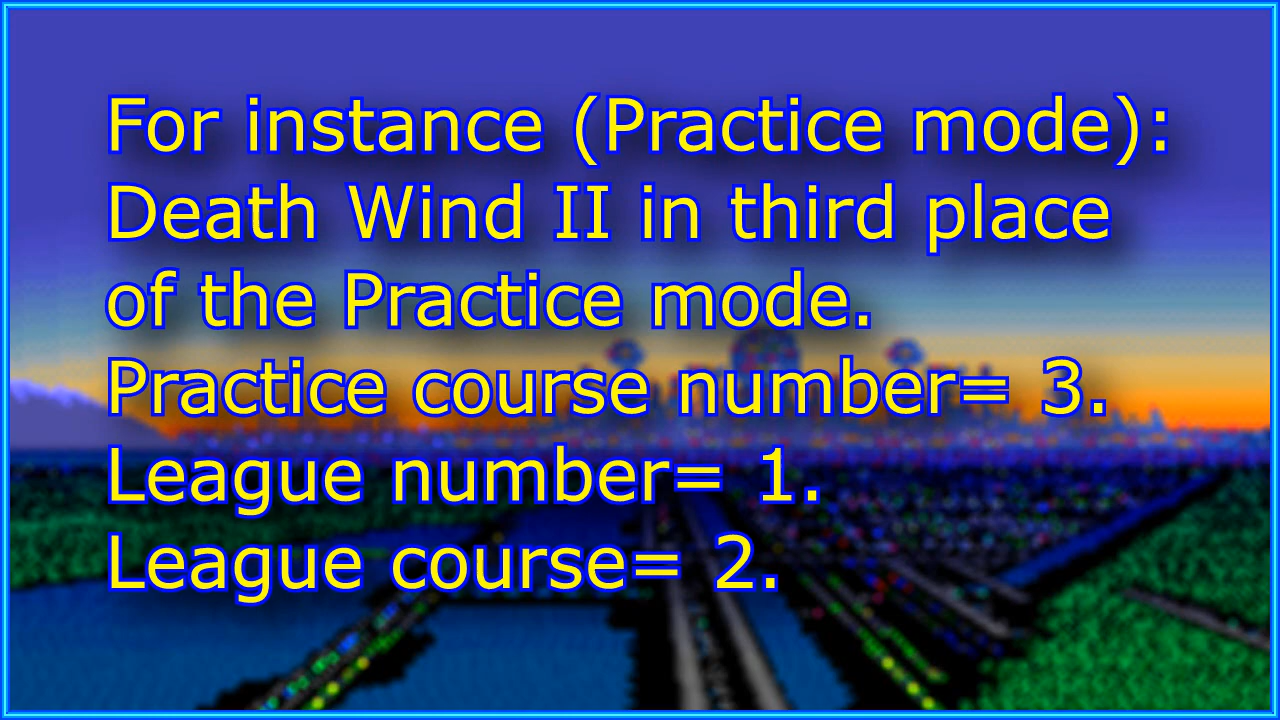 For instance (Practice mode):
Death Wind II in third place
of the Practice mode.
Practice course number= 3.
League number= 1.
League course= 2.